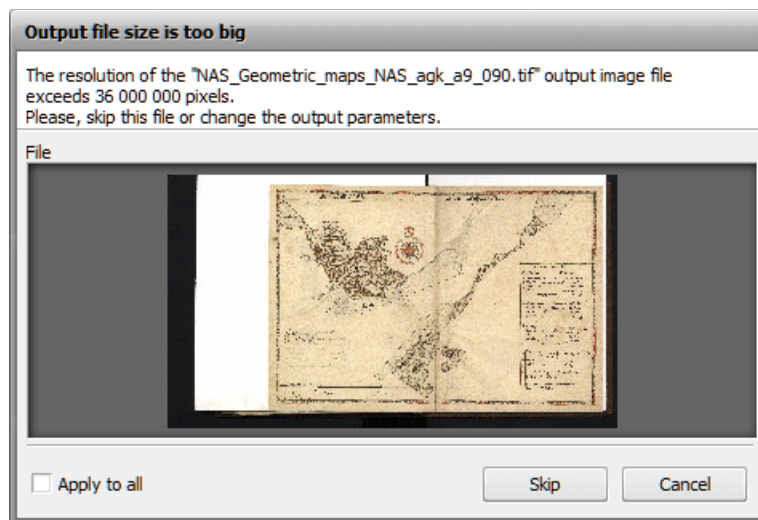 Output file size is too big
The resolution of the "NAS_Geometric_maps_NAS_agk_a9_090.tif" output image file
exceeds 36 000 000 pixels.
Please, skip this file or change the output parameters.
File
Apply to all
Skip
Cancel